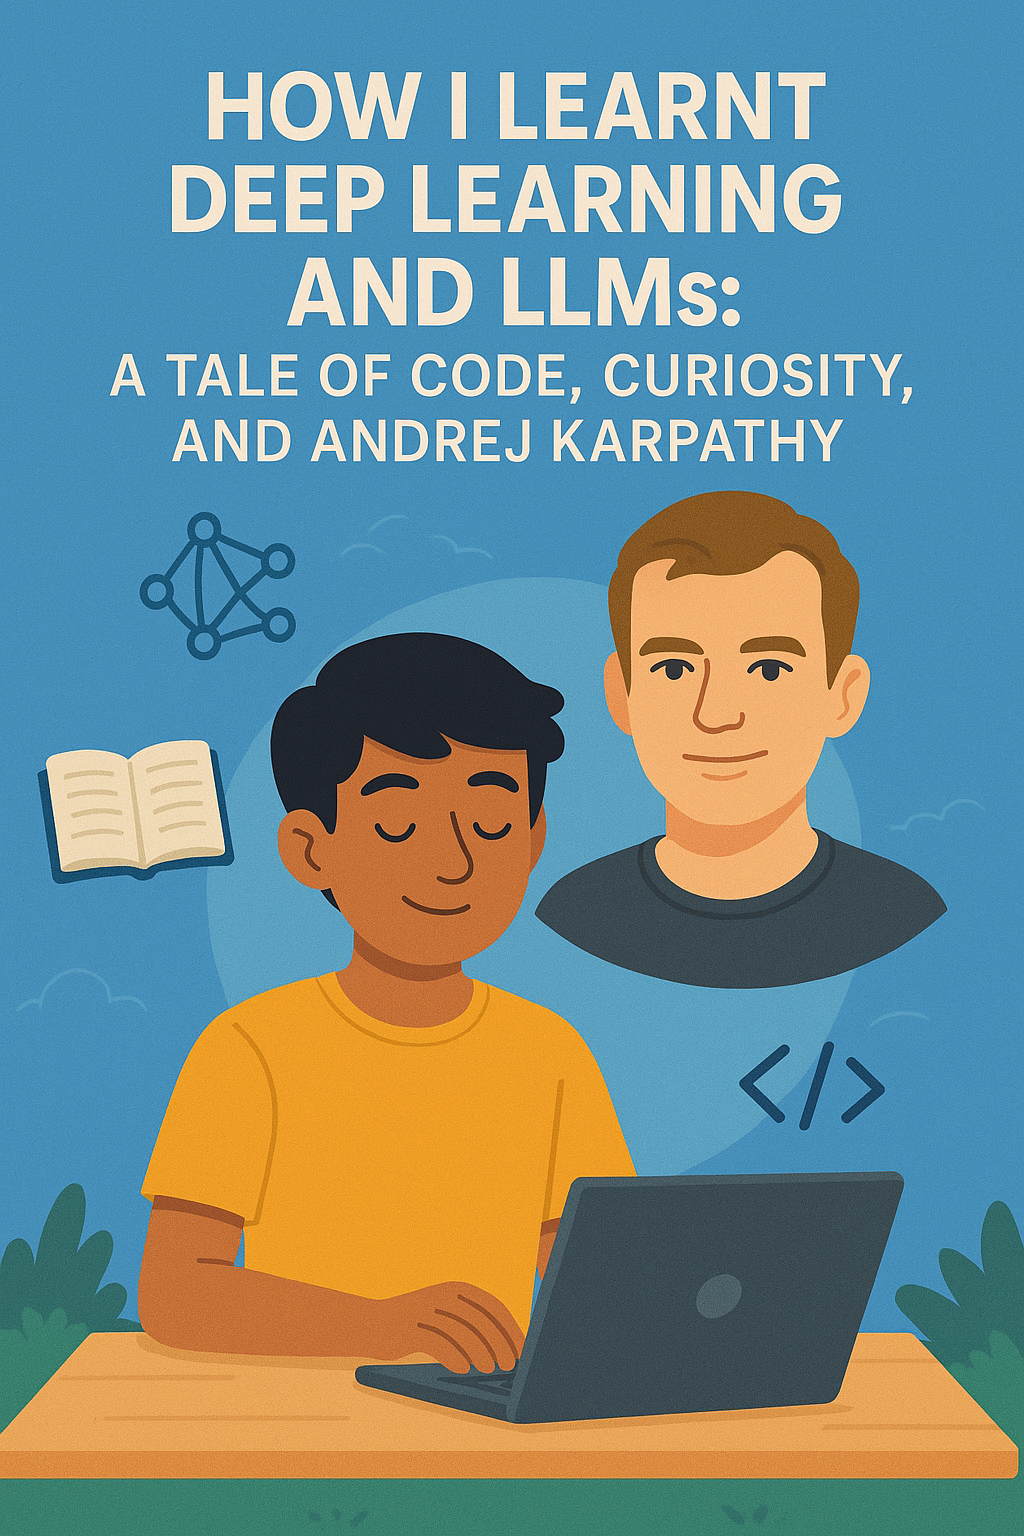 HOW I LEARNT
DEEP LEARNING
AND LLMs:
A TALE OF CODE, CURIOSITY,
AND ANDREJ KARPATHY
</>